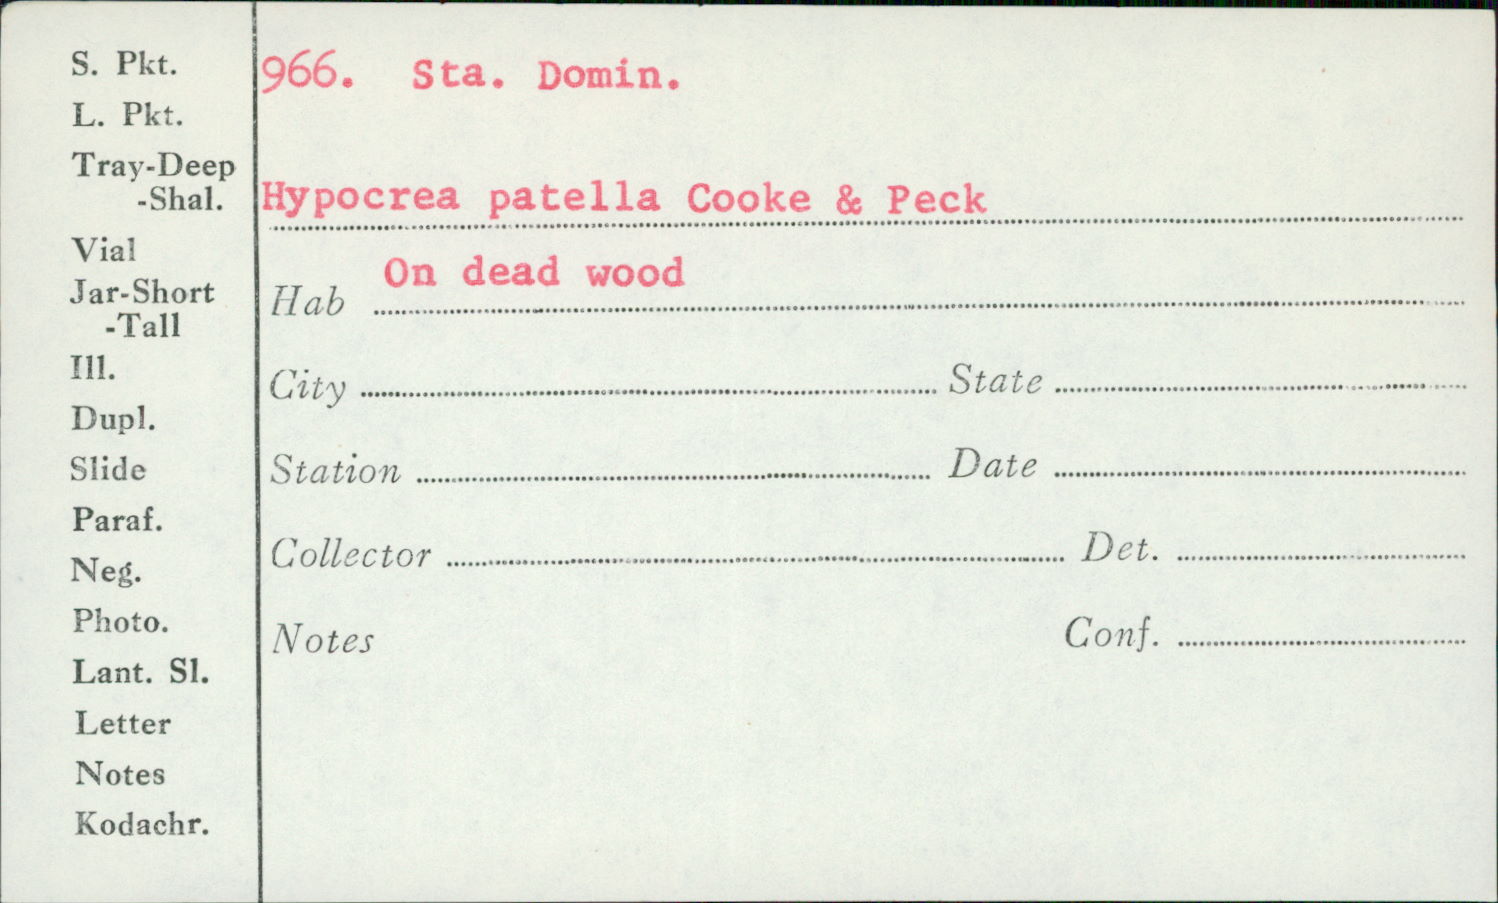 S. Pkt.
L. Pkt.
Tray-Deep
-Shal.
Vial
Jar-Short
-Tall
Ill.
Dupl.
Slide
Paraf.
Neg.
Photo.
Lant. Sl.
Letter
Notes
Kodachr.
966. Sta. Domin.
Hypocrea patella Cooke & Peck
Hab On dead wood
City State
Station Date
Collector Det.
Notes Conf.